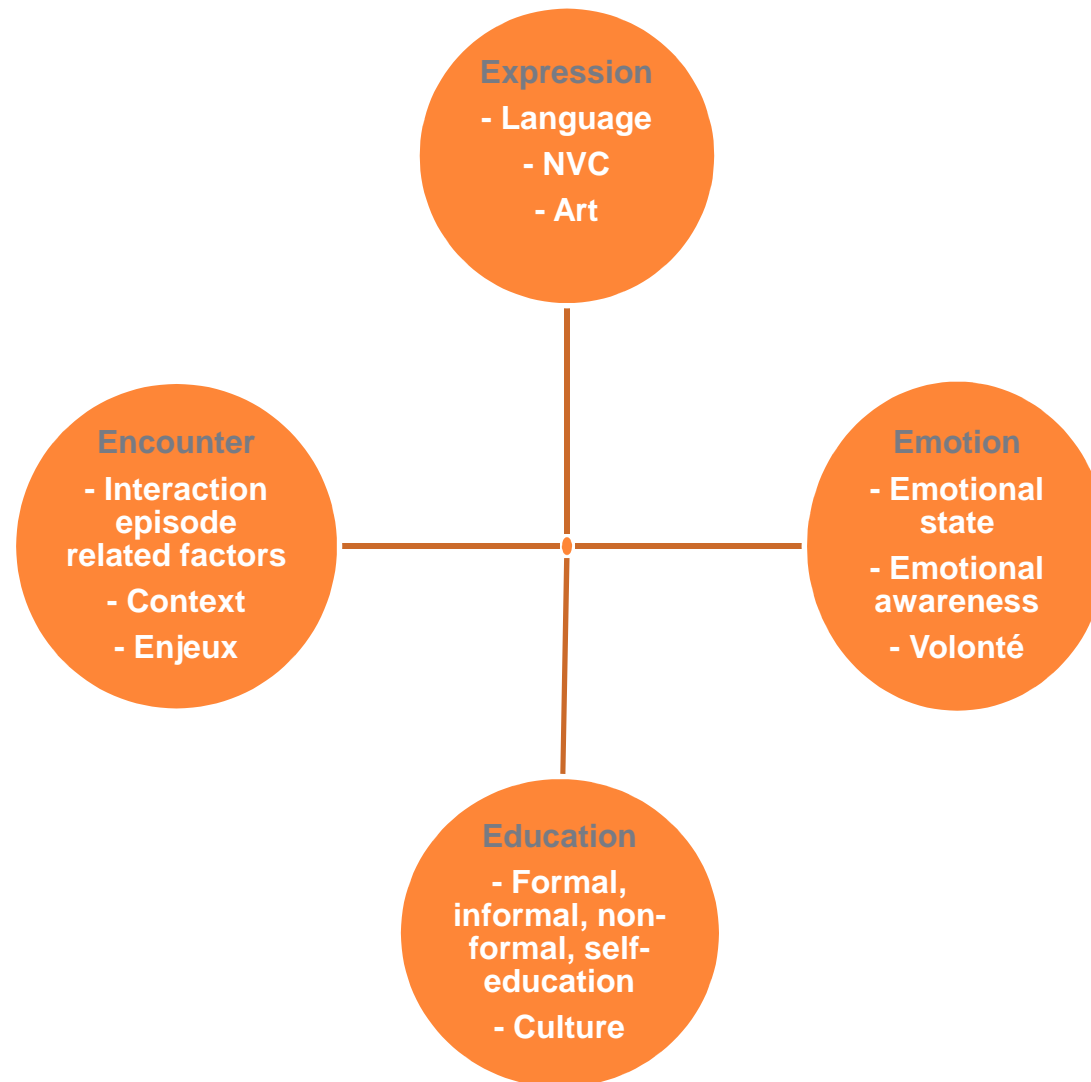 Expression
- Language
- NVC
- Art
Encounter
- Interaction
episode
related factors
- Context
- Enjeux
Emotion
- Emotional
state
- Emotional
awareness
- Volonté
Education
- Formal,
informal, non-
formal, self-
education
- Culture